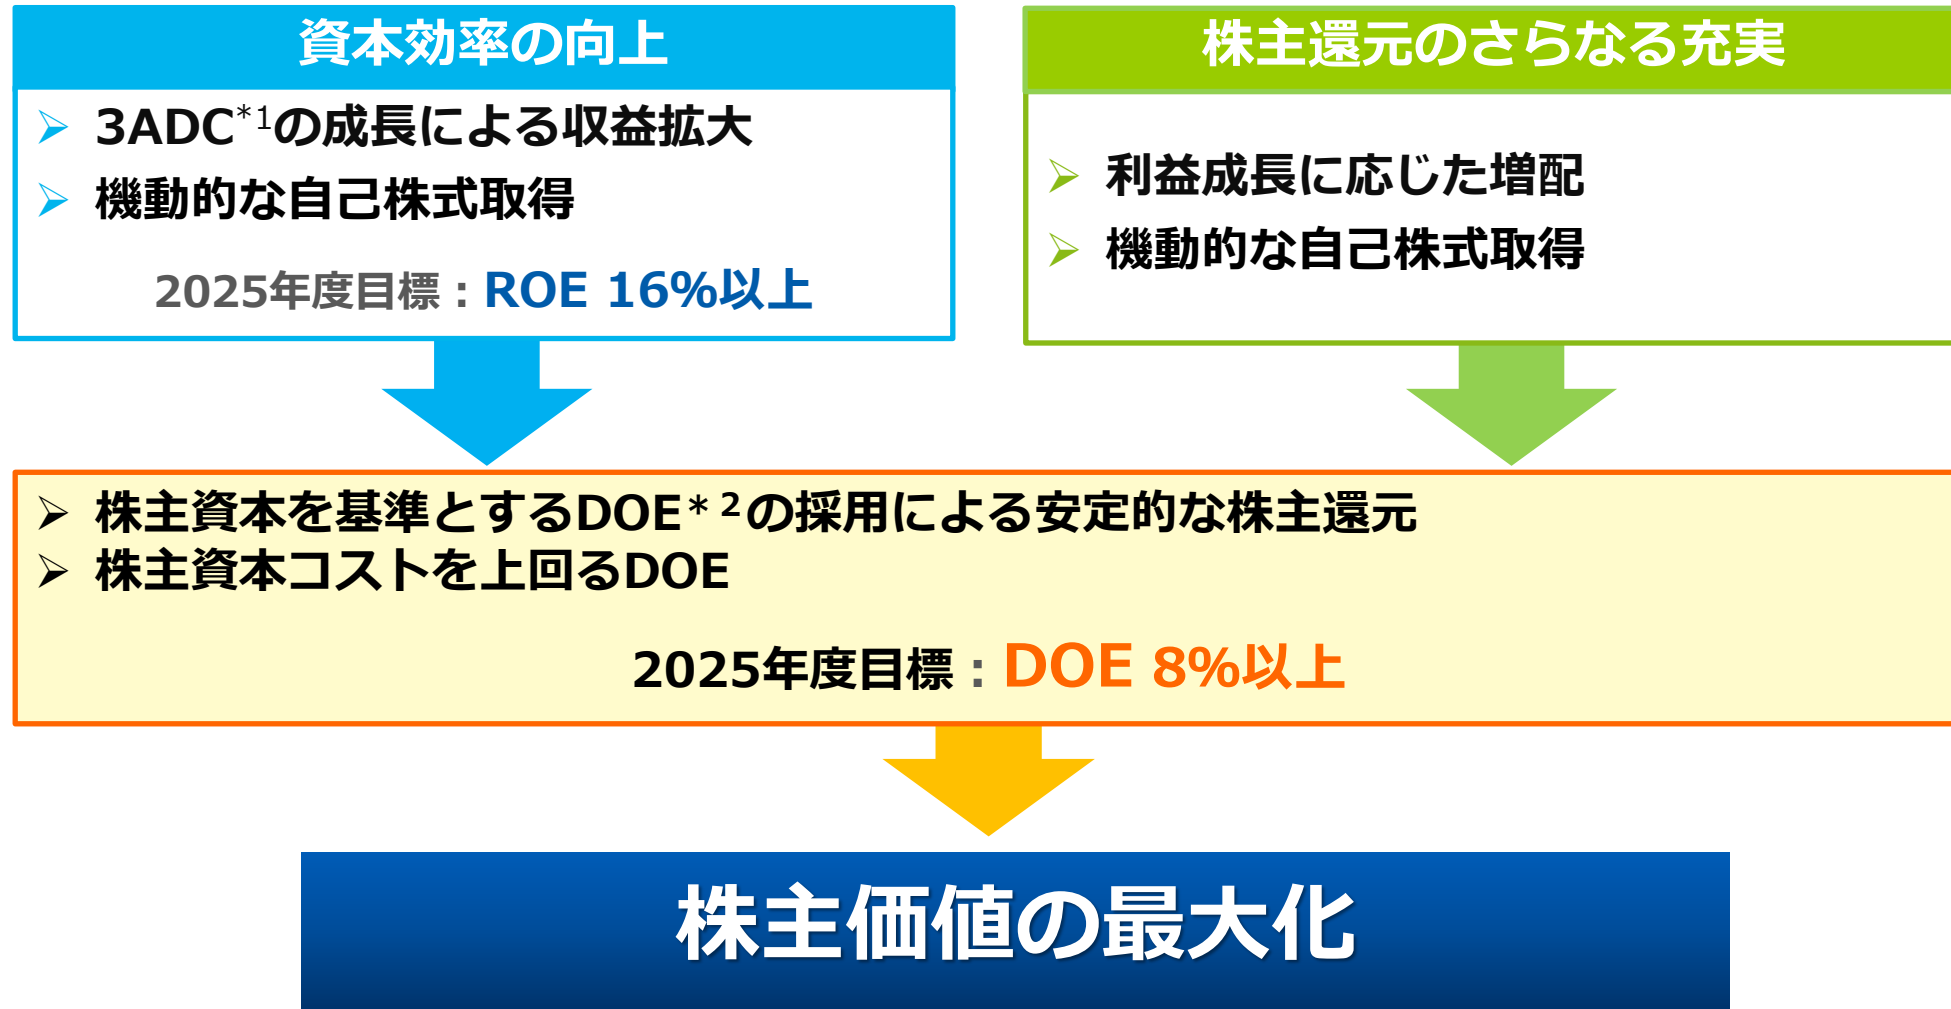 資本効率の向上
➢ 3ADC*1の成長による収益拡大
➢ 機動的な自己株式取得
2025年度目標：ROE 16%以上
株主還元のさらなる充実
➢ 利益成長に応じた増配
➢ 機動的な自己株式取得
➢ 株主資本を基準とするDOE＊2の採用による安定的な株主還元
➢ 株主資本コストを上回るDOE
2025年度目標：DOE 8%以上
株主価値の最大化